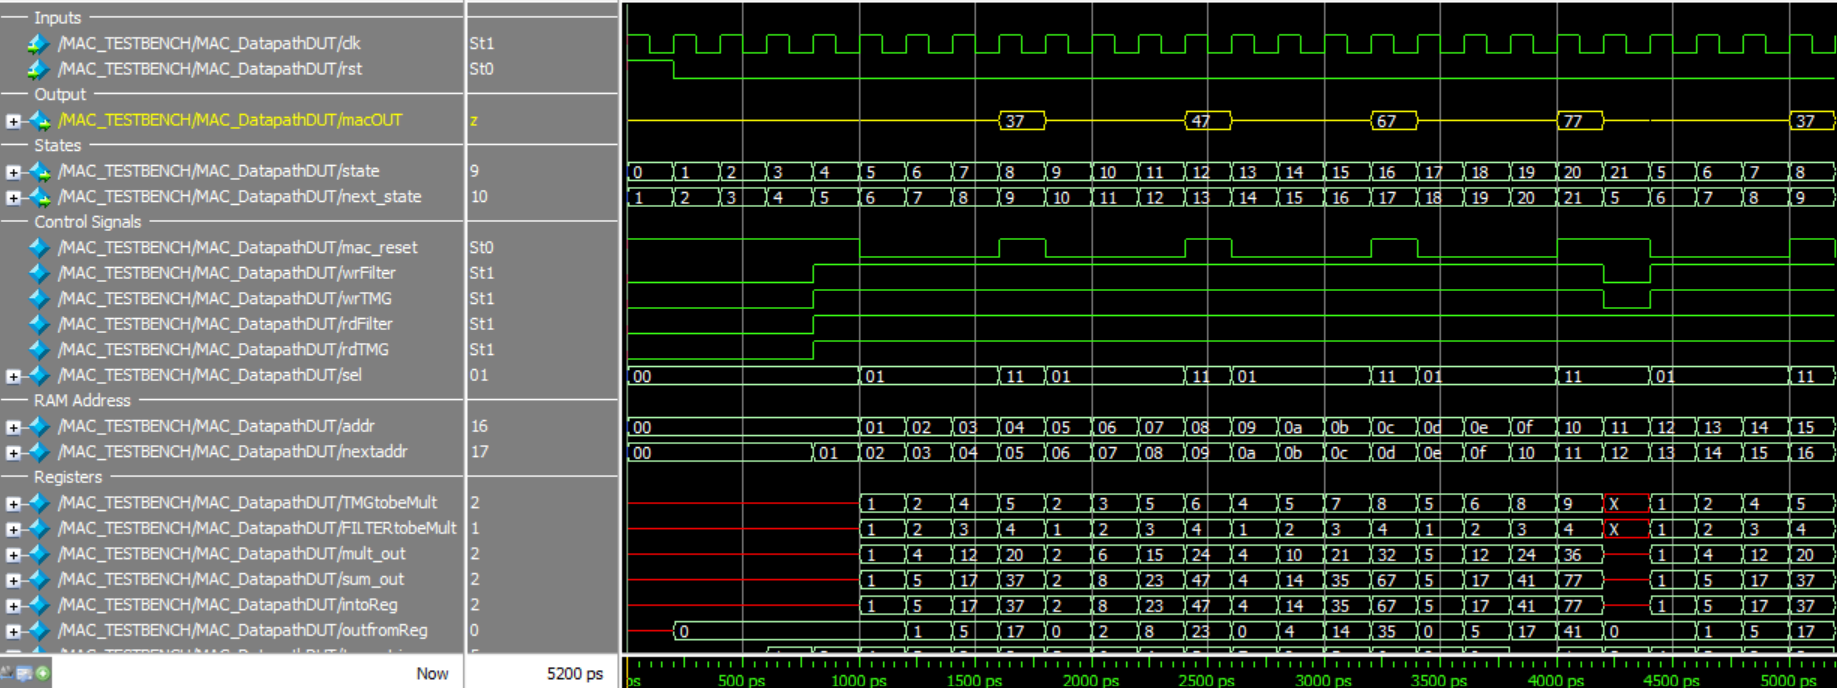 Inputs
/MAC_TESTBENCH/MAC_DatapathDUT/clk St1
/MAC_TESTBENCH/MAC_DatapathDUT/rst St0
Output
/MAC_TESTBENCH/MAC_DatapathDUT/macOUT z 37 47 67 77 37
States
/MAC_TESTBENCH/MAC_DatapathDUT/state 9 0 1 2 3 4 5 6 7 8 9 10 11 12 13 14 15 16 17 18 19 20 21 5 6 7 8
/MAC_TESTBENCH/MAC_DatapathDUT/next_state 10 1 2 3 4 5 6 7 8 9 10 11 12 13 14 15 16 17 18 19 20 21 5 6 7 8 9
Control Signals
/MAC_TESTBENCH/MAC_DatapathDUT/mac_reset St0
/MAC_TESTBENCH/MAC_DatapathDUT/wrFilter St1
/MAC_TESTBENCH/MAC_DatapathDUT/wrTMG St1
/MAC_TESTBENCH/MAC_DatapathDUT/rdFilter St1
/MAC_TESTBENCH/MAC_DatapathDUT/rdTMG St1
/MAC_TESTBENCH/MAC_DatapathDUT/sel 01 00 01 11 01 11 01 11 01 11 01 11
RAM Address
/MAC_TESTBENCH/MAC_DatapathDUT/addr 16 00 01 02 03 04 05 06 07 08 09 0a 0b 0c 0d 0e 0f 10 11 12 13 14 15
/MAC_TESTBENCH/MAC_DatapathDUT/nextaddr 17 00 01 02 03 04 05 06 07 08 09 0a 0b 0c 0d 0e 0f 10 11 12 13 14 15 16
Registers
/MAC_TESTBENCH/MAC_DatapathDUT/TMGtobeMult 2 1 2 4 5 2 3 5 6 4 5 7 8 5 6 8 9 X 1 2 4 5
/MAC_TESTBENCH/MAC_DatapathDUT/FILTERtobeMult 1 1 2 3 4 1 2 3 4 1 2 3 4 1 2 3 4 X 1 2 3 4
/MAC_TESTBENCH/MAC_DatapathDUT/mult_out 2 1 4 12 20 2 6 15 24 4 10 21 32 5 12 24 36 1 4 12 20
/MAC_TESTBENCH/MAC_DatapathDUT/sum_out 2 1 5 17 37 2 8 23 47 4 14 35 67 5 17 41 77 1 5 17 37
/MAC_TESTBENCH/MAC_DatapathDUT/intoReg 2 1 5 17 37 2 8 23 47 4 14 35 67 5 17 41 77 1 5 17 37
/MAC_TESTBENCH/MAC_DatapathDUT/outfromReg 0 0 1 5 17 0 2 8 23 0 4 14 35 0 5 17 41 0 1 5 17
Now 5200 ps ps 500 ps 1000 ps 1500 ps 2000 ps 2500 ps 3000 ps 3500 ps 4000 ps 4500 ps 5000 ps